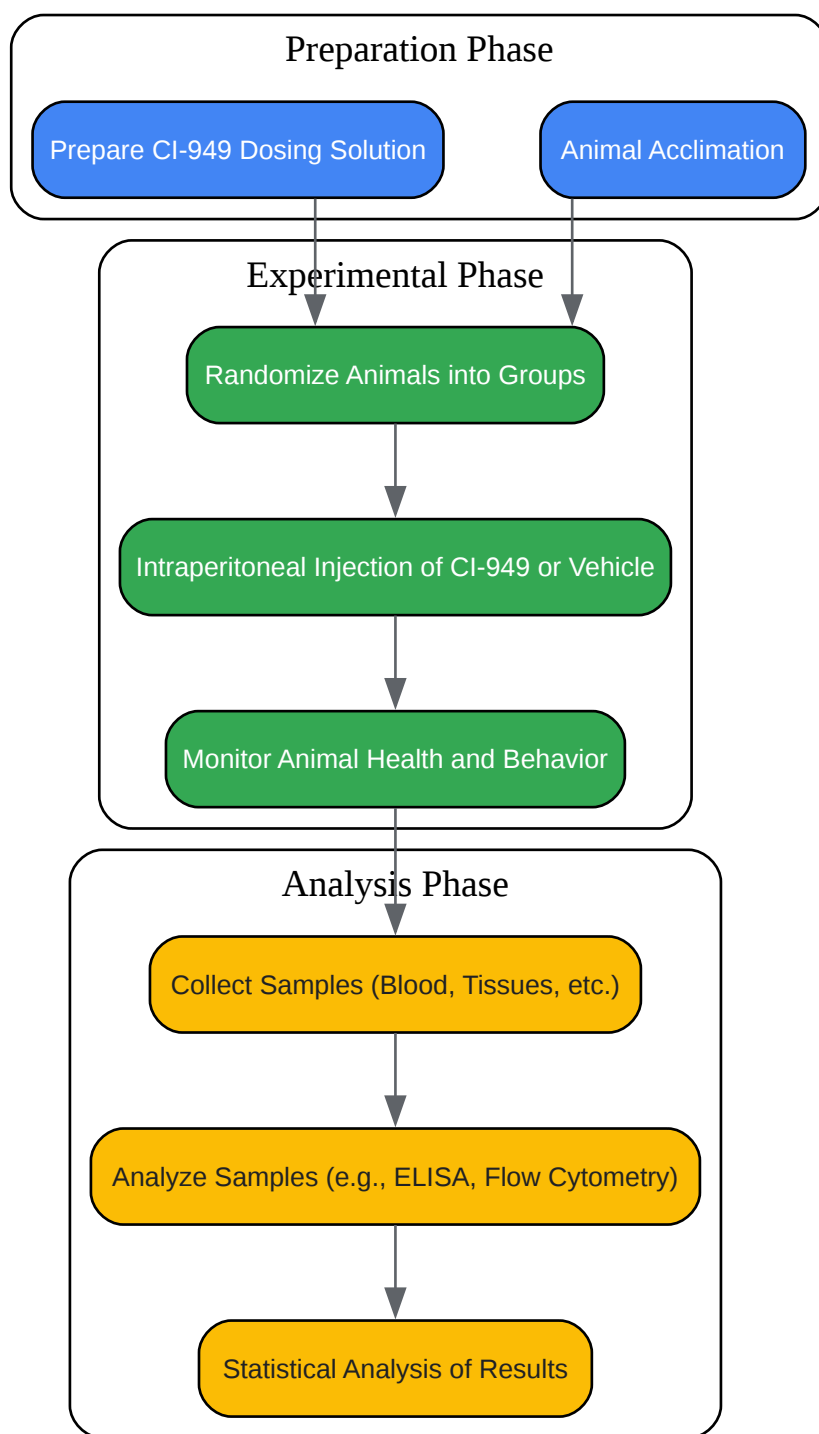 Preparation Phase
Prepare CI-949 Dosing Solution
Animal Acclimation
Experimental Phase
Randomize Animals into Groups
Intraperitoneal Injection of CI-949 or Vehicle
Monitor Animal Health and Behavior
Analysis Phase
Collect Samples (Blood, Tissues, etc.)
Analyze Samples (e.g., ELISA, Flow Cytometry)
Statistical Analysis of Results